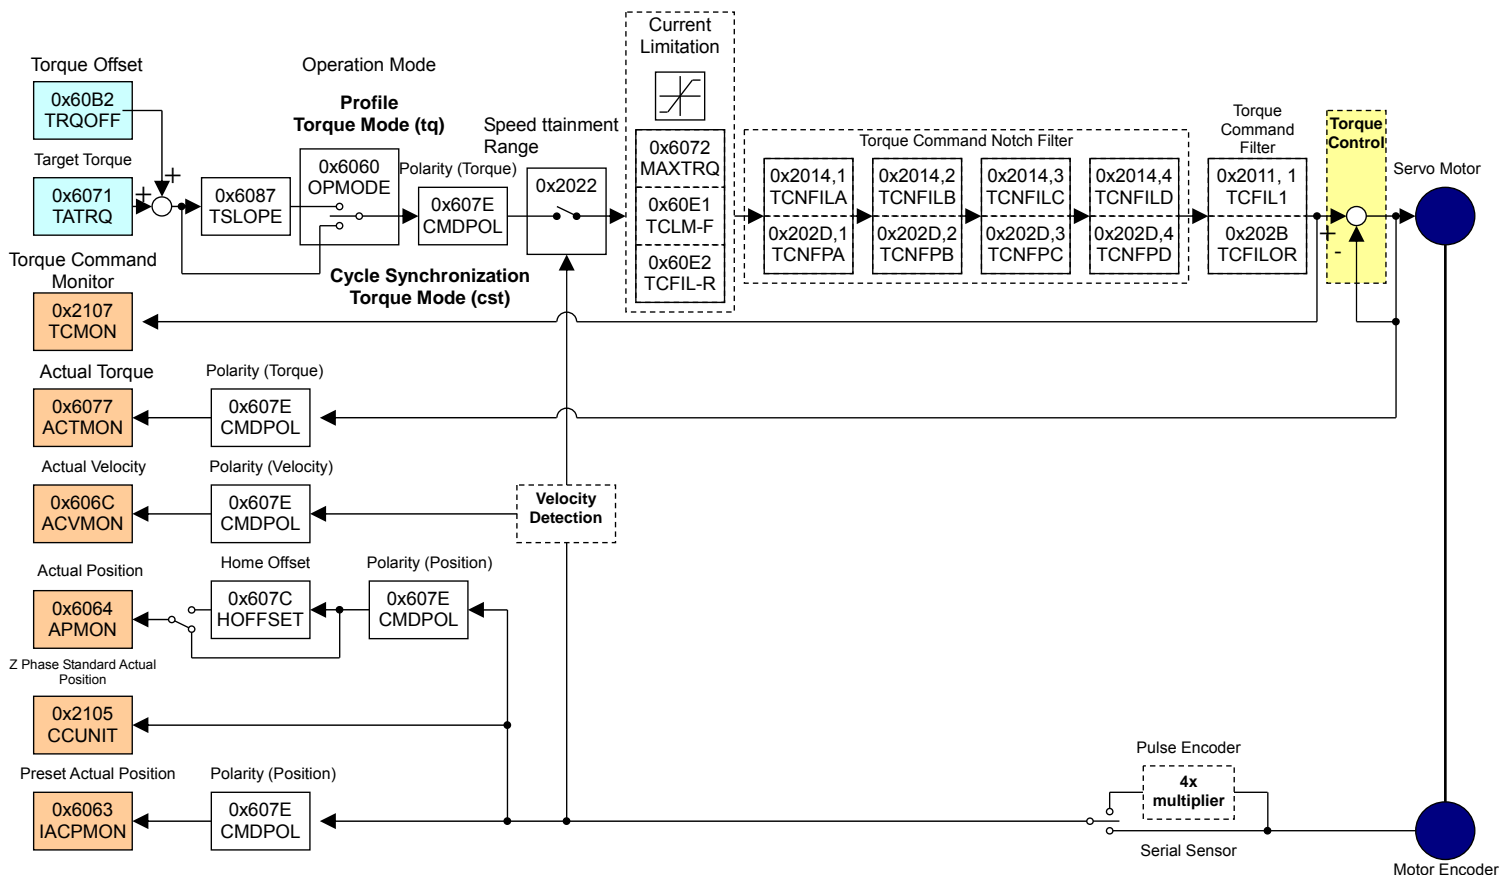 Torque Offset
0x60B2
TRQOFF
Target Torque
0x6071
TATRQ
+
+
0x6087
TSLOPE
Operation Mode
Profile
Torque Mode (tq)
0x6060
OPMODE
Cycle Synchronization
Torque Mode (cst)
Polarity (Torque)
0x607E
CMDPOL
Speed ttainment
Range
0x2022
Current
Limitation
0x6072
MAXTRQ
0x60E1
TCLM-F
0x60E2
TCFIL-R
Torque Command Notch Filter
0x2014,1
TCNFILA
0x202D,1
TCNFPA
0x2014,2
TCNFILB
0x202D,2
TCNFPB
0x2014,3
TCNFILC
0x202D,3
TCNFPC
0x2014,4
TCNFILD
0x202D,4
TCNFPD
Torque
Command
Filter
0x2011, 1
TCFIL1
0x202B
TCFILOR
Torque
Control
+
-
Servo Motor
Torque Command
Monitor
0x2107
TCMON
Actual Torque
0x6077
ACTMON
Polarity (Torque)
0x607E
CMDPOL
Actual Velocity
0x606C
ACVMON
Polarity (Velocity)
0x607E
CMDPOL
Velocity
Detection
Actual Position
0x6064
APMON
Home Offset
0x607C
HOFFSET
Polarity (Position)
0x607E
CMDPOL
Z Phase Standard Actual
Position
0x2105
CCUNIT
Preset Actual Position
0x6063
IACPMON
Polarity (Position)
0x607E
CMDPOL
Pulse Encoder
4x
multiplier
Serial Sensor
Motor Encoder